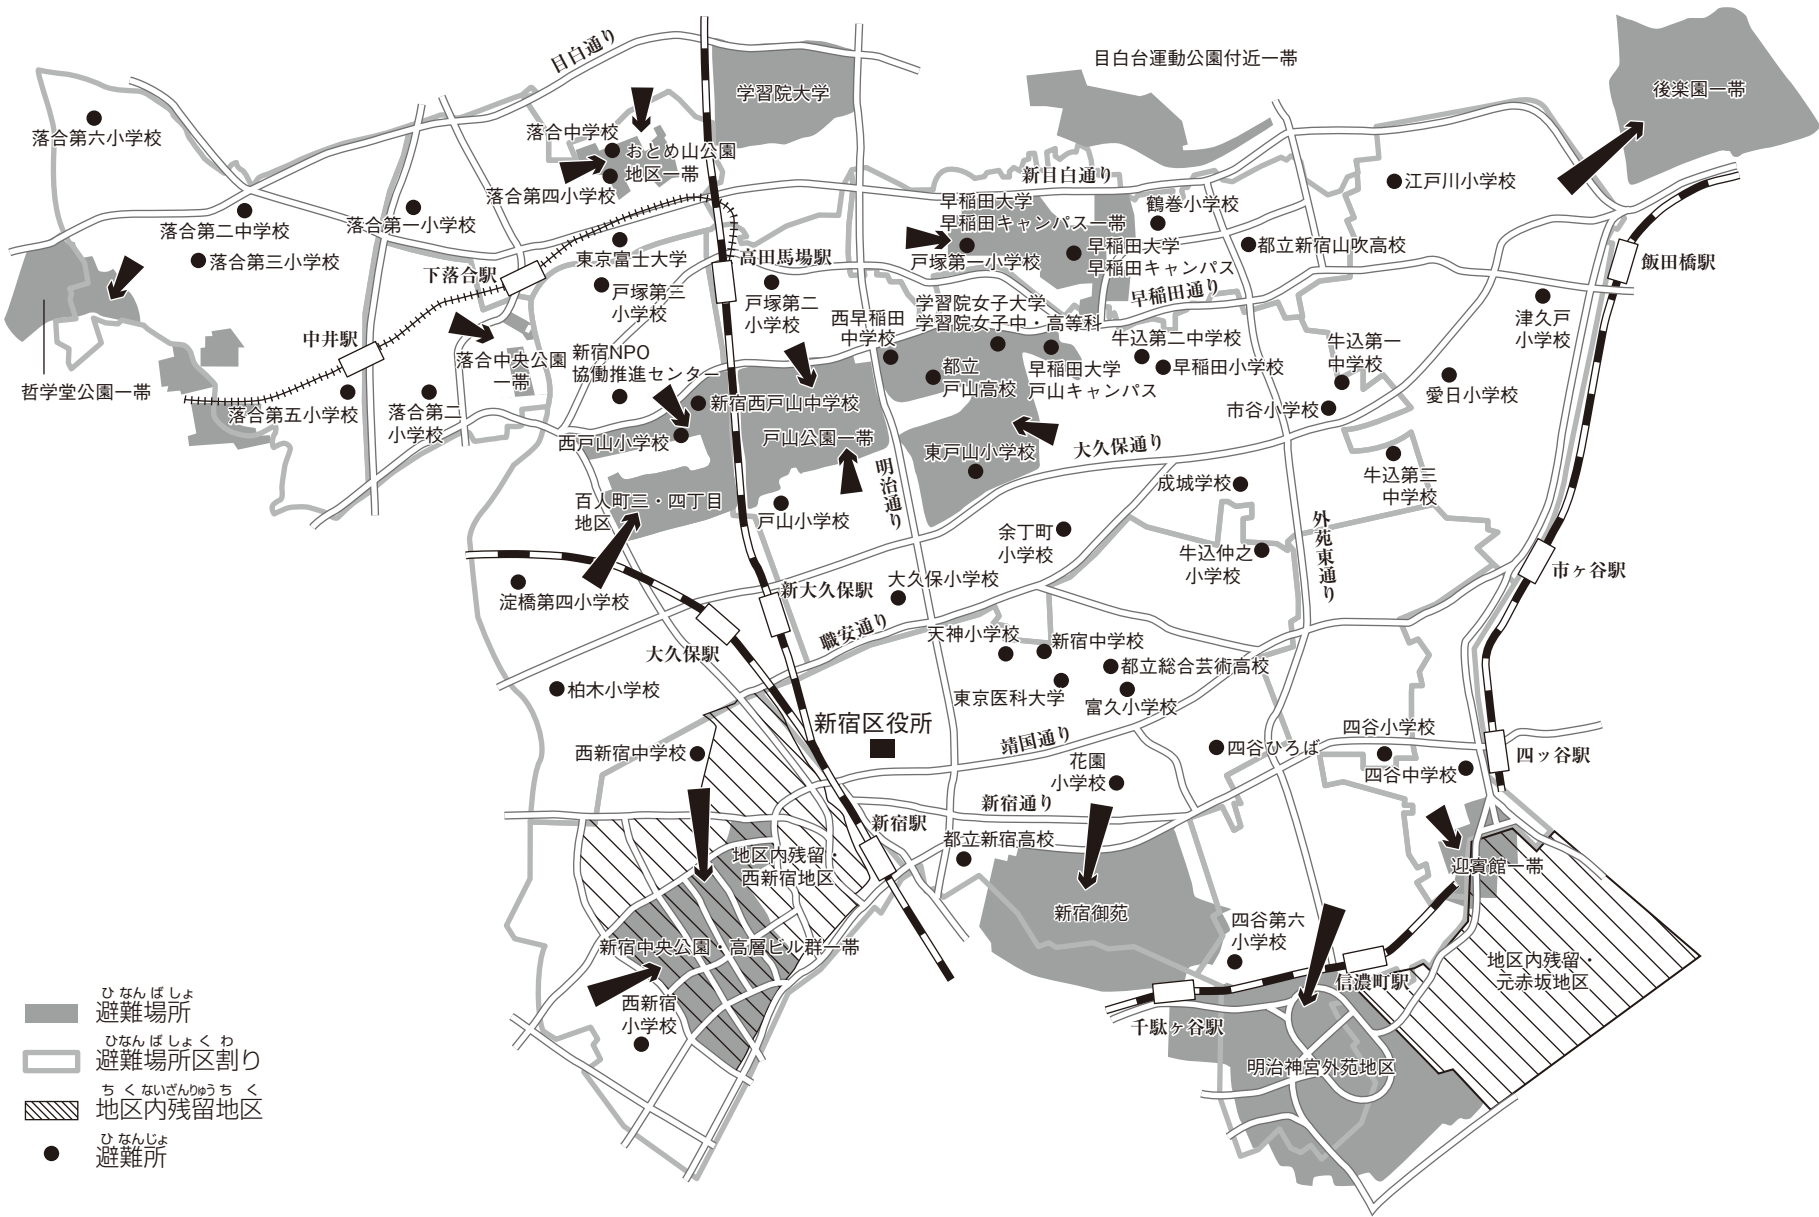 目白通り
学習院大学
目白台運動公園付近一帯
後楽園一帯
落合第六小学校
落合中学校
おとめ山公園
地区一帯
落合第四小学校
新目白通り
江戸川小学校
早稲田大学
早稲田キャンパス一帯
鶴巻小学校
落合第二中学校
落合第一小学校
落合第三小学校
東京富士大学
高田馬場駅
戸塚第一小学校
早稲田大学
早稲田キャンパス
都立新宿山吹高校
飯田橋駅
下落合駅
戸塚第三
小学校
戸塚第二
小学校
早稲田通り
学習院女子大学
学習院女子中・高等科
西早稲田
中学校
津久戸
小学校
中井駅
落合中央公園
一帯
新宿NPO
協働推進センター
都立
戸山高校
早稲田大学
戸山キャンパス
牛込第二中学校
早稲田小学校
牛込第一
中学校
愛日小学校
哲学堂公園一帯
落合第五小学校
落合第二
小学校
新宿西戸山中学校
市谷小学校
西戸山小学校
戸山公園一帯
東戸山小学校
大久保通り
明治通り
成城学校
牛込第三
中学校
百人町三・四丁目
地区
戸山小学校
余丁町
小学校
牛込仲之
小学校
外苑東通り
市ヶ谷駅
淀橋第四小学校
新大久保駅
大久保小学校
大久保駅
職安通り
天神小学校
新宿中学校
都立総合芸術高校
柏木小学校
東京医科大学
富久小学校
新宿区役所
西新宿中学校
靖国通り
花園
小学校
四谷ひろば
四谷小学校
四谷中学校
四ッ谷駅
新宿通り
新宿駅
都立新宿高校
地区内残留・
西新宿地区
迎賓館一帯
新宿御苑
四谷第六
小学校
新宿中央公園・高層ビル群一帯
信濃町駅
地区内残留・
元赤坂地区
西新宿
小学校
千駄ヶ谷駅
明治神宮外苑地区
ひなんばしょ
避難場所
ひなんばしょくわ
避難場所区割り
ちくないざんりゅうちく
地区内残留地区
ひなんじょ
避難所